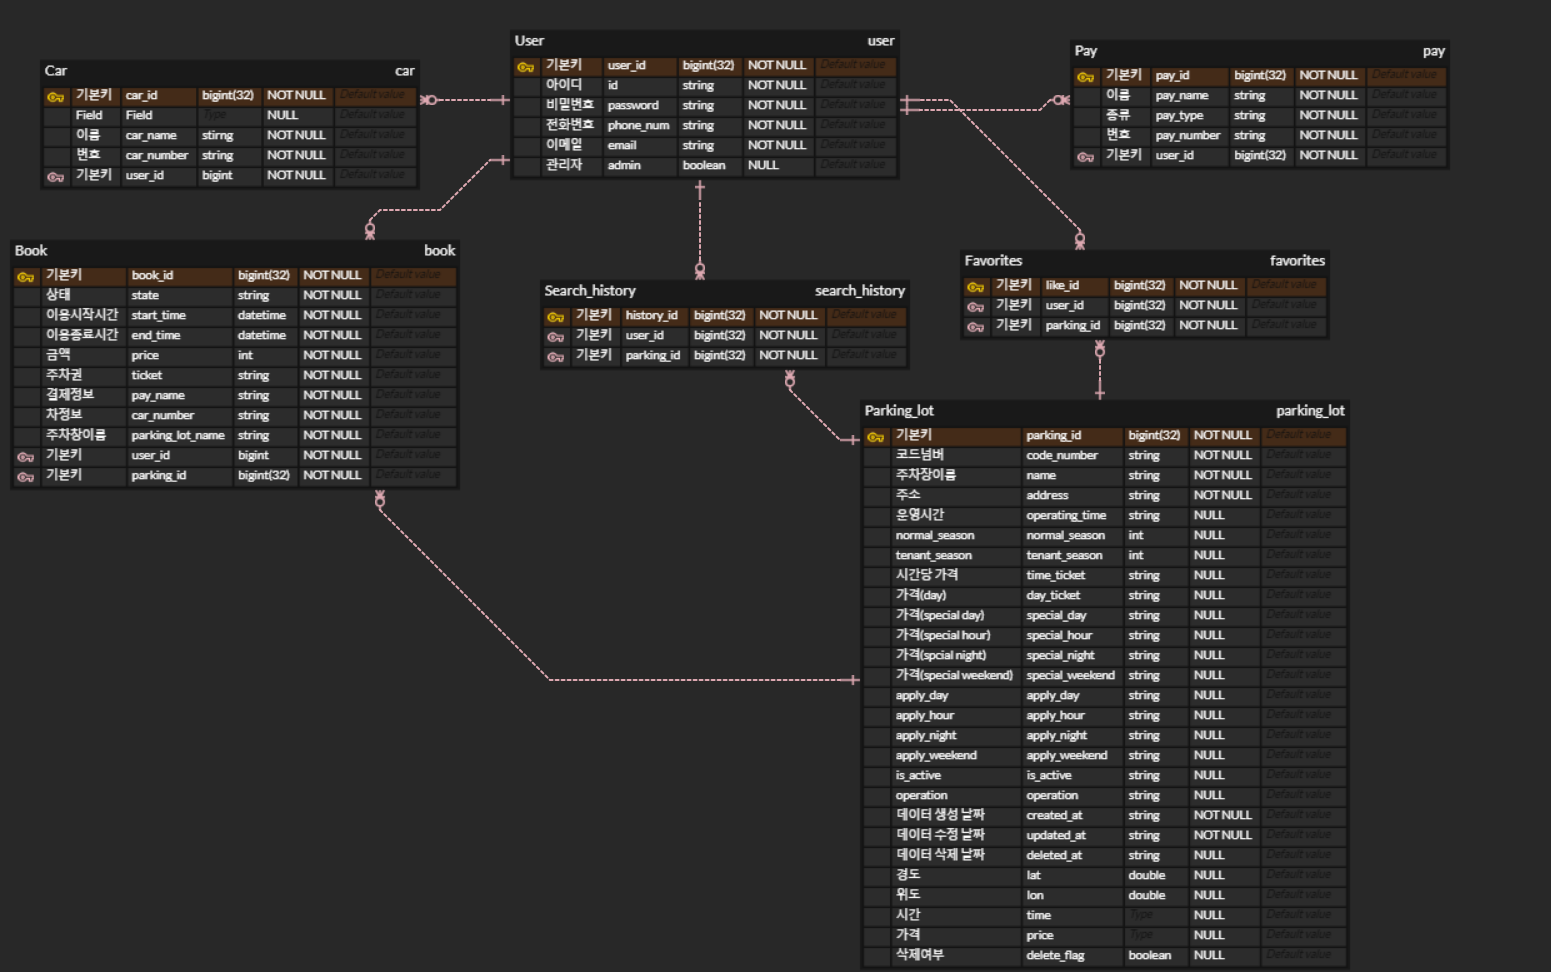 Car car
기본키 car_id bigint(32) NOT NULL Default value
Field Field Type NULL Default value
이름 car_name stirng NOT NULL Default value
번호 car_number string NOT NULL Default value
기본키 user_id bigint NOT NULL Default value
User user
기본키 user_id bigint(32) NOT NULL Default value
아이디 id string NOT NULL Default value
비밀번호 password string NOT NULL Default value
전화번호 phone_num string NOT NULL Default value
이메일 email string NOT NULL Default value
관리자 admin boolean NULL Default value
Pay pay
기본키 pay_id bigint(32) NOT NULL Default value
이름 pay_name string NOT NULL Default value
종류 pay_type string NOT NULL Default value
번호 pay_number string NOT NULL Default value
기본키 user_id bigint(32) NOT NULL Default value
Book book
기본키 book_id bigint(32) NOT NULL Default value
상태 state string NOT NULL Default value
이용시작시간 start_time datetime NOT NULL Default value
이용종료시간 end_time datetime NOT NULL Default value
금액 price int NOT NULL Default value
주차권 ticket string NOT NULL Default value
결제정보 pay_name string NOT NULL Default value
차정보 car_number string NOT NULL Default value
주차창이름 parking_lot_name string NOT NULL Default value
기본키 user_id bigint NOT NULL Default value
기본키 parking_id bigint(32) NOT NULL Default value
Search_history search_history
기본키 history_id bigint(32) NOT NULL Default value
기본키 user_id bigint(32) NOT NULL Default value
기본키 parking_id bigint(32) NOT NULL Default value
Favorites favorites
기본키 like_id bigint(32) NOT NULL Default value
기본키 user_id bigint(32) NOT NULL Default value
기본키 parking_id bigint(32) NOT NULL Default value
Parking_lot parking_lot
기본키 parking_id bigint(32) NOT NULL Default value
코드넘버 code_number string NOT NULL Default value
주차장이름 name string NOT NULL Default value
주소 address string NOT NULL Default value
운영시간 operating_time string NULL Default value
normal_season normal_season int NULL Default value
tenant_season tenant_season int NULL Default value
시간당 가격 time_ticket string NULL Default value
가격(day) day_ticket string NULL Default value
가격(special day) special_day string NULL Default value
가격(special hour) special_hour string NULL Default value
가격(spcial night) special_night string NULL Default value
가격(special weekend) special_weekend string NULL Default value
apply_day apply_day string NULL Default value
apply_hour apply_hour string NULL Default value
apply_night apply_night string NULL Default value
apply_weekend apply_weekend string NULL Default value
is_active is_active string NULL Default value
operation operation string NULL Default value
데이터 생성 날짜 created_at string NOT NULL Default value
데이터 수정 날짜 updated_at string NOT NULL Default value
데이터 삭제 날짜 deleted_at string NULL Default value
경도 lat double NULL Default value
위도 lon double NULL Default value
시간 time Type NULL Default value
가격 price Type NULL Default value
삭제여부 delete_flag boolean NULL Default value